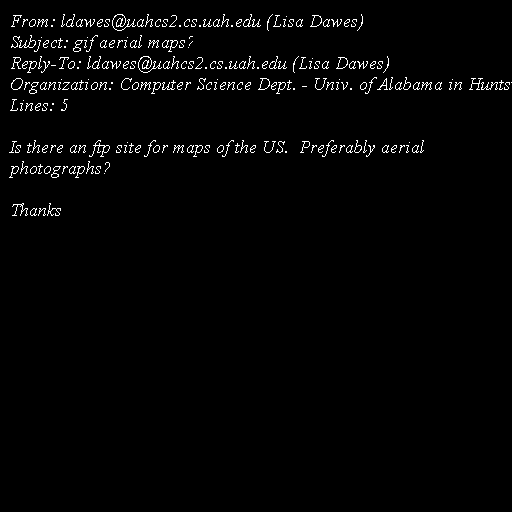 From: ldawes@uahcs2.cs.uah.edu (Lisa Dawes)
Subject: gif aerial maps?
Reply-To: ldawes@uahcs2.cs.uah.edu (Lisa Dawes)
Organization: Computer Science Dept. - Univ. of Alabama in Hunts
Lines: 5

Is there an ftp site for maps of the US.  Preferably aerial
photographs?

Thanks